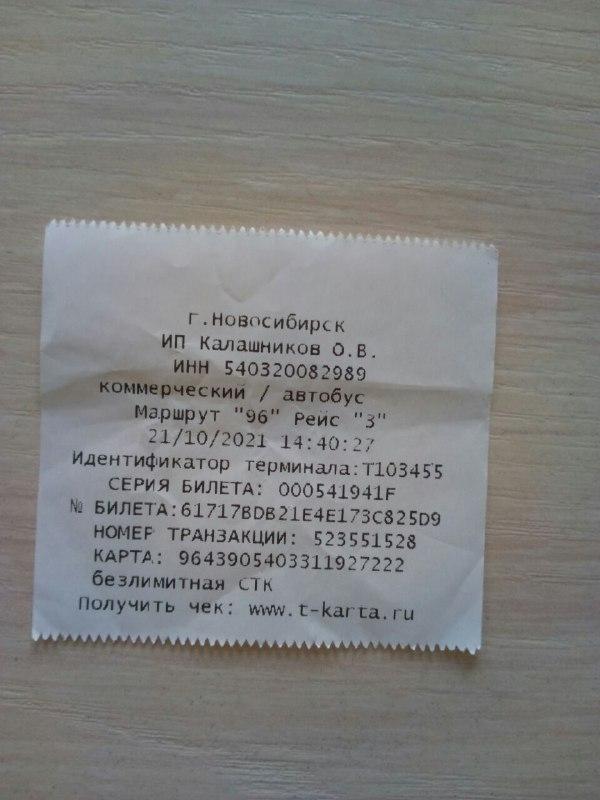 г.Новосибирск
ИП Калашников О.В.
ИНН 540320082989
коммерческий / автобус
Маршрут "96" Рейс "3"
21/10/2021 14:40:27
Идентификатор терминала:T103455
СЕРИЯ БИЛЕТА: 000541941F
№ БИЛЕТА:61717BDB21E4E173C825D9
НОМЕР ТРАНЗАКЦИИ: 523551528
КАРТА: 9643905403311927222
безлимитная СТК
Получить чек: www.t-karta.ru